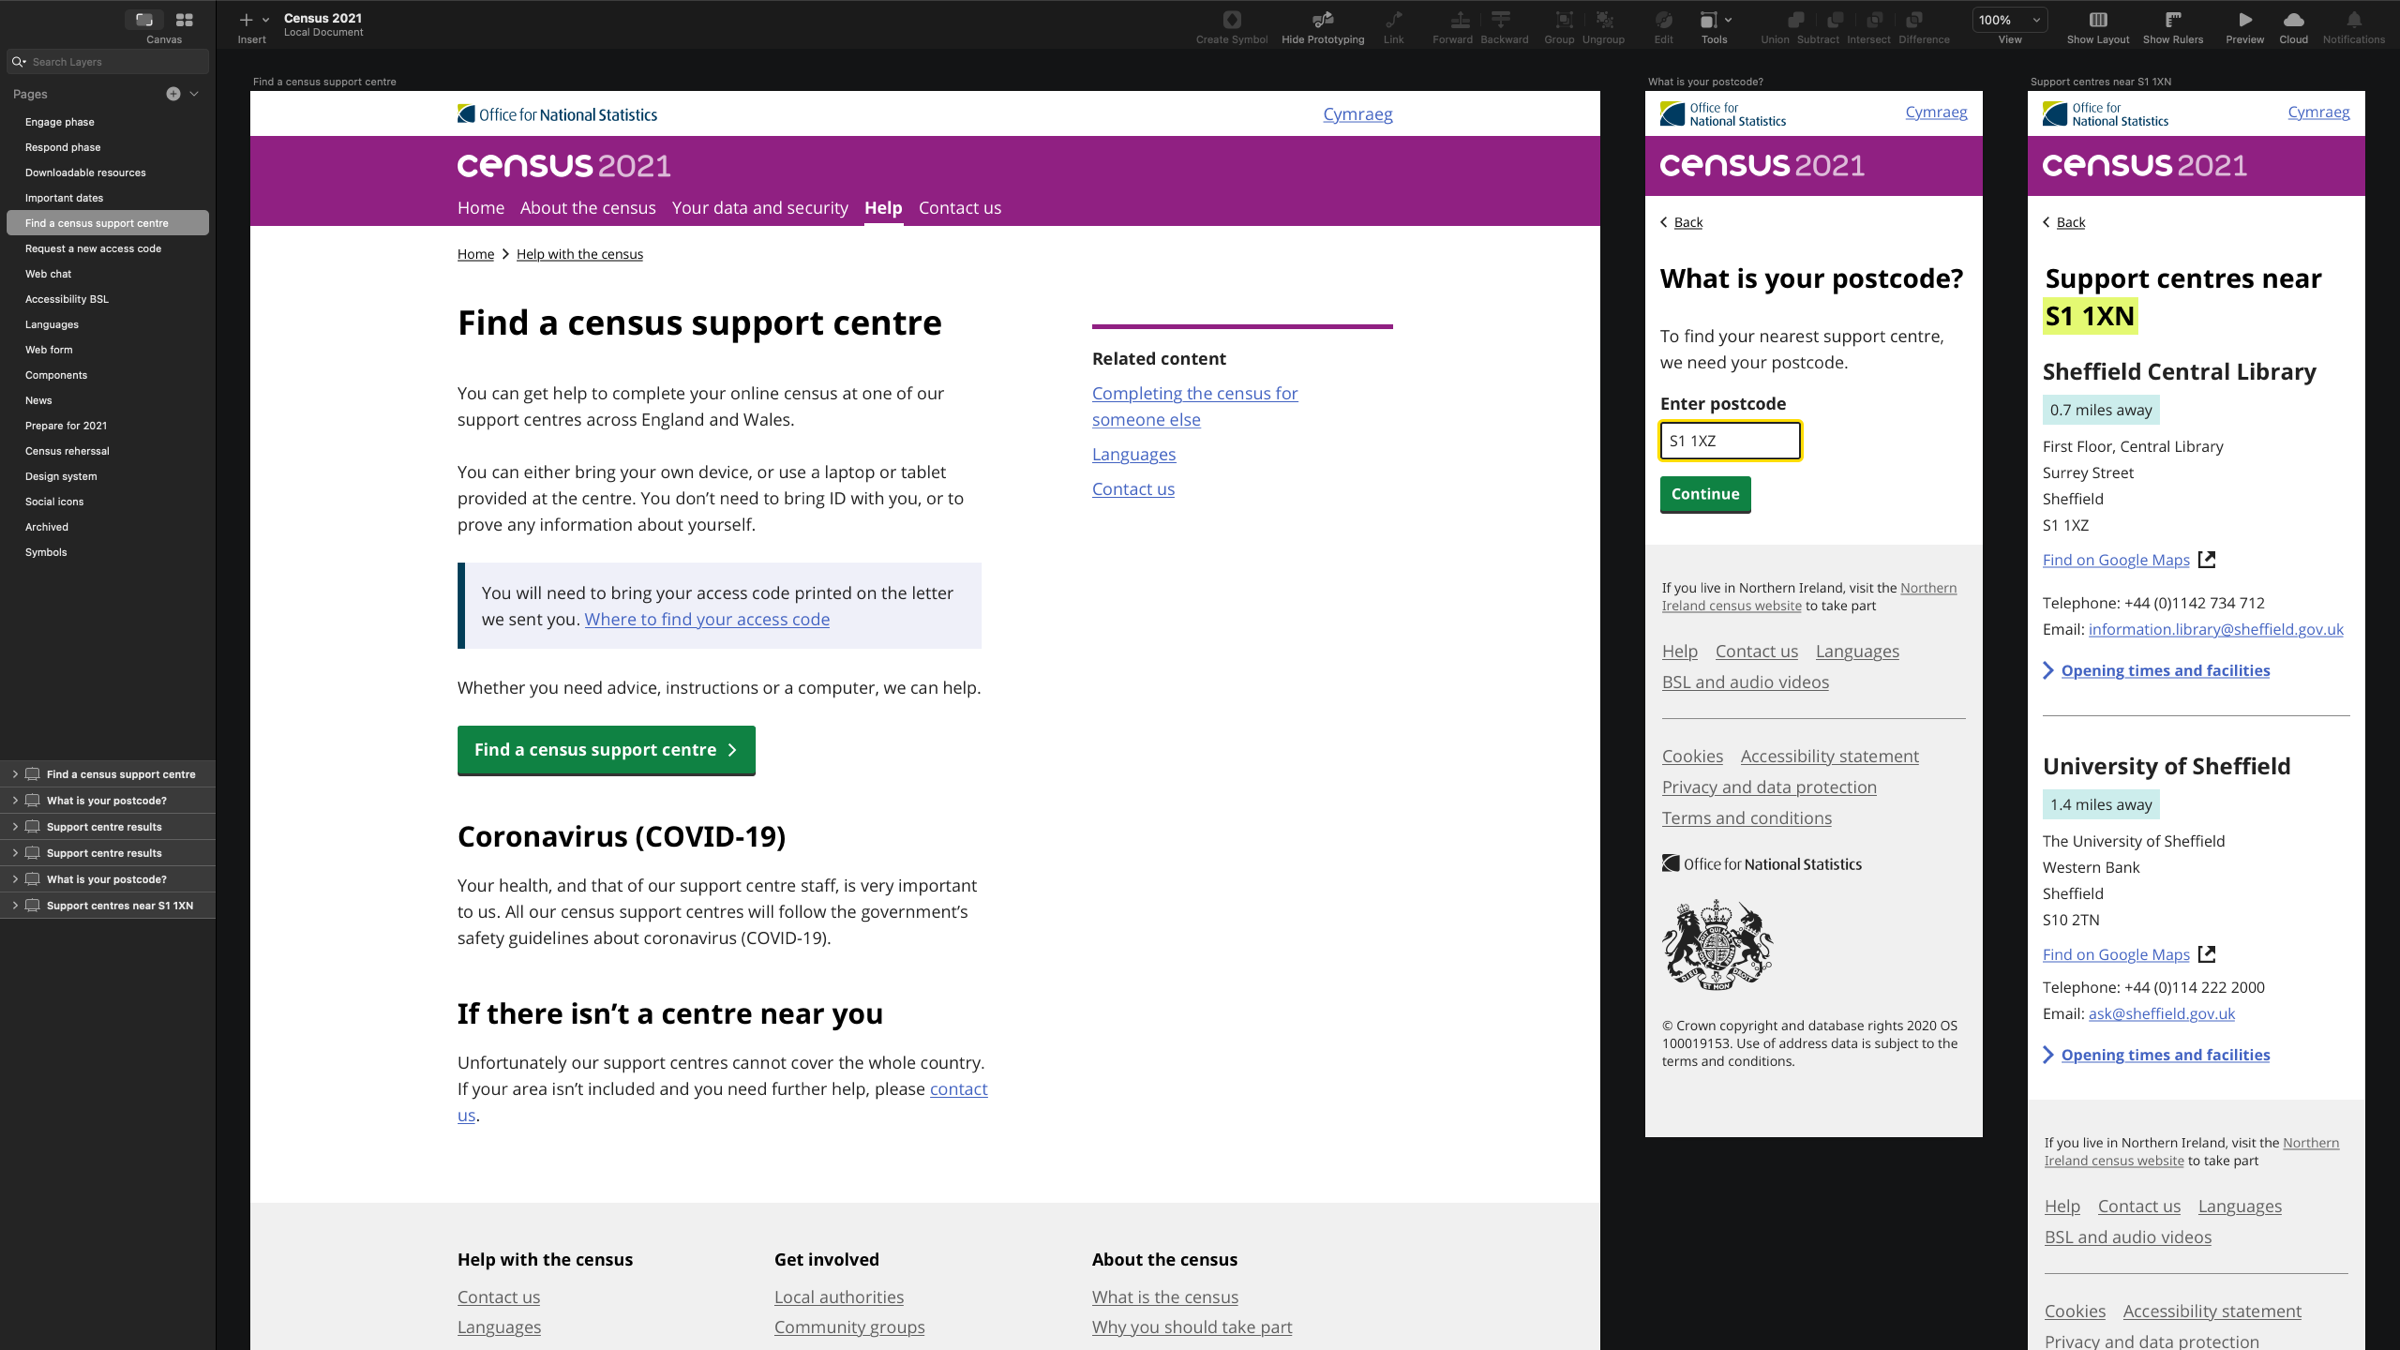 Canvas
Insert
Census 2021
Local Document
Create Symbol
Hide Prototyping
Link
Forward
Backward
Group
Ungroup
Edit
Tools
Union
Subtract
Intersect
Difference
100%
View
Show Layout
Show Rulers
Preview
Cloud
Notifications
Search Layers
Pages
Engage phase
Respond phase
Downloadable resources
Important dates
Find a census support centre
Request a new access code
Web chat
Accessibility BSL
Languages
Web form
Components
News
Prepare for 2021
Census reherssal
Design system
Social icons
Archived
Symbols
Find a census support centre
What is your postcode?
Support centre results
Support centre results
What is your postcode?
Support centres near S1 1XN
Find a census support centre
Office for National Statistics
Cymraeg
census 2021
Home About the census Your data and security Help Contact us
Home > Help with the census
Find a census support centre
You can get help to complete your online census at one of our
support centres across England and Wales.
You can either bring your own device, or use a laptop or tablet
provided at the centre. You don’t need to bring ID with you, or to
prove any information about yourself.
You will need to bring your access code printed on the letter
we sent you. Where to find your access code
Whether you need advice, instructions or a computer, we can help.
Find a census support centre
Coronavirus (COVID-19)
Your health, and that of our support centre staff, is very important
to us. All our census support centres will follow the government’s
safety guidelines about coronavirus (COVID-19).
If there isn’t a centre near you
Unfortunately our support centres cannot cover the whole country.
If your area isn’t included and you need further help, please contact
us.
Related content
Completing the census for
someone else
Languages
Contact us
Help with the census
Contact us
Languages
Get involved
Local authorities
Community groups
About the census
What is the census
Why you should take part
What is your postcode?
Office for
National Statistics
Cymraeg
census 2021
Back
What is your postcode?
To find your nearest support centre,
we need your postcode.
Enter postcode
S1 1XZ
Continue
If you live in Northern Ireland, visit the Northern
Ireland census website to take part
Help Contact us Languages
BSL and audio videos
Cookies Accessibility statement
Privacy and data protection
Terms and conditions
Office for National Statistics
DIEU ET MON DROIT
© Crown copyright and database rights 2020 OS
100019153. Use of address data is subject to the
terms and conditions.
Support centres near S1 1XN
Office for
National Statistics
Cymraeg
census 2021
Back
Support centres near
S1 1XN
Sheffield Central Library
0.7 miles away
First Floor, Central Library
Surrey Street
Sheffield
S1 1XZ
Find on Google Maps
Telephone: +44 (0)1142 734 712
Email: information.library@sheffield.gov.uk
Opening times and facilities
University of Sheffield
1.4 miles away
The University of Sheffield
Western Bank
Sheffield
S10 2TN
Find on Google Maps
Telephone: +44 (0)114 222 2000
Email: ask@sheffield.gov.uk
Opening times and facilities
If you live in Northern Ireland, visit the Northern
Ireland census website to take part
Help Contact us Languages
BSL and audio videos
Cookies Accessibility statement
Privacy and data protection